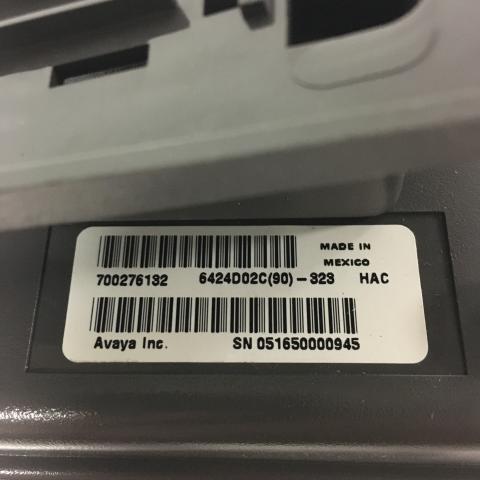 MADE IN
MEXICO
700276132 6424D02C(90)-323 HAC
Avaya Inc. SN 051650000945